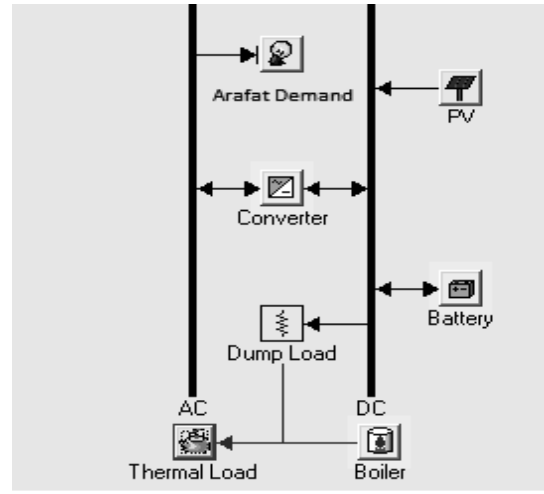 Arafat Demand
PV
Converter
Battery
Dump Load
AC
DC
Thermal Load
Boiler